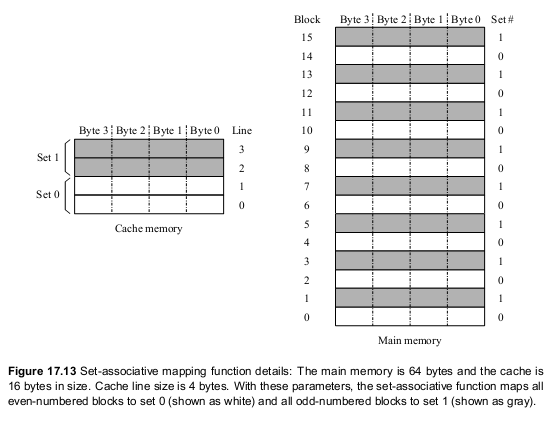 Block Byte 3 Byte 2 Byte 1 Byte 0 Set #
15 1
14 0
13 1
12 0
11 1
10 0
9 1
8 0
7 1
6 0
5 1
4 0
3 1
2 0
1 1
0 0
Main memory
Byte 3 Byte 2 Byte 1 Byte 0 Line
Set 1
3
2
Set 0
1
0
Cache memory
Figure 17.13 Set-associative mapping function details: The main memory is 64 bytes and the cache is
16 bytes in size. Cache line size is 4 bytes. With these parameters, the set-associative function maps all
even-numbered blocks to set 0 (shown as white) and all odd-numbered blocks to set 1 (shown as gray).